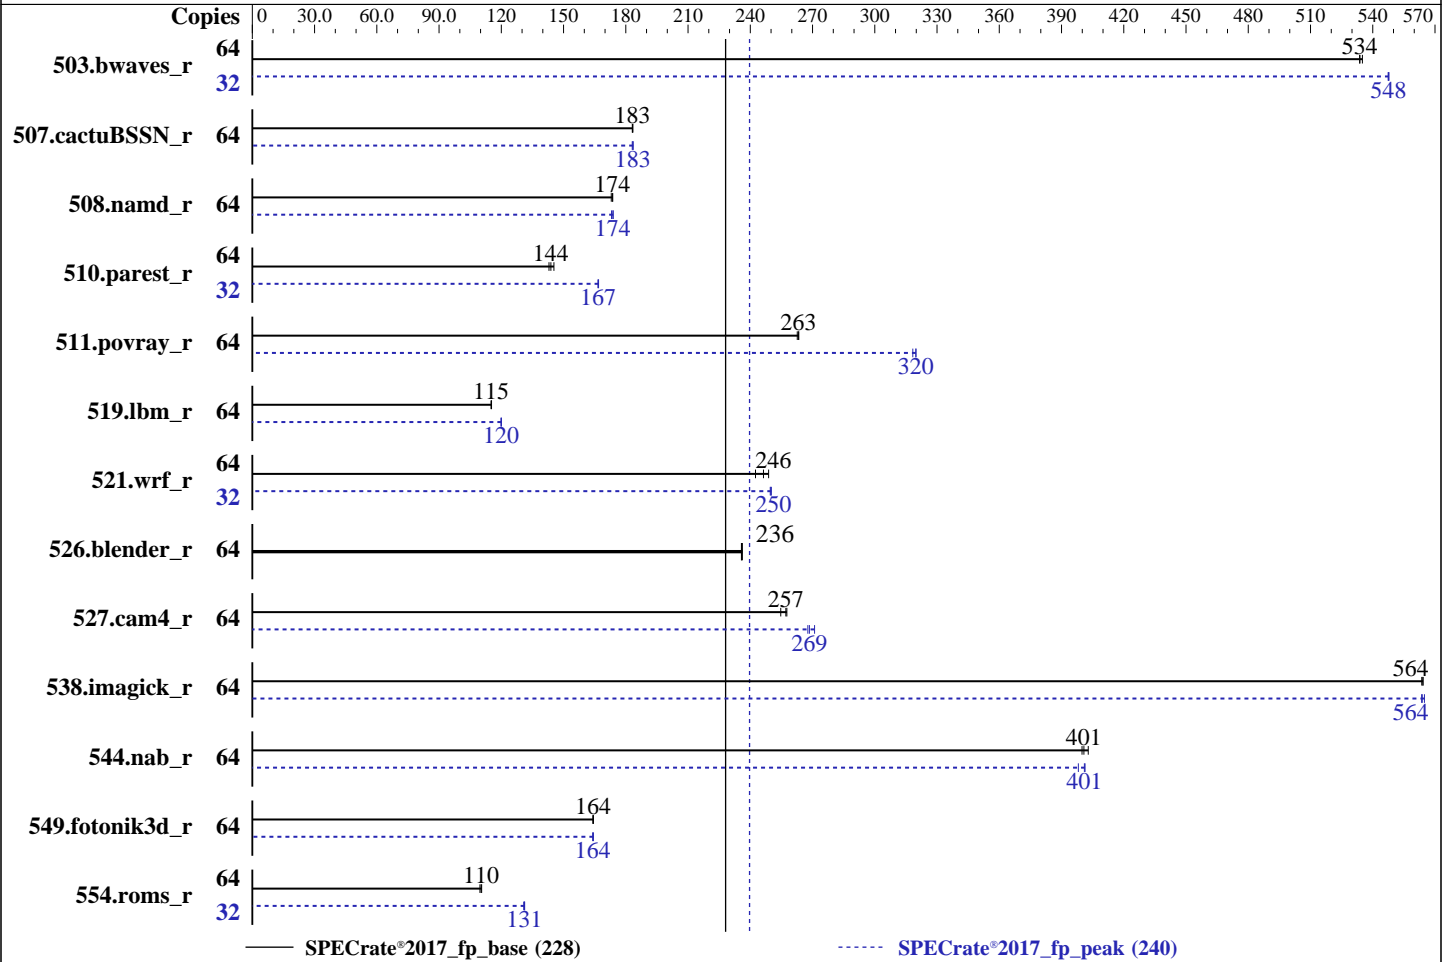 Copies 0 30.0 60.0 90.0 120 150 180 210 240 270 300 330 360 390 420 450 480 510 540 570
503.bwaves_r 64 534
32 548
507.cactuBSSN_r 64 183
183
508.namd_r 64 174
174
510.parest_r 64 144
32 167
511.povray_r 64 263
320
519.lbm_r 64 115
120
521.wrf_r 64 246
32 250
526.blender_r 64 236
527.cam4_r 64 257
269
538.imagick_r 64 564
564
544.nab_r 64 401
401
549.fotonik3d_r 64 164
164
554.roms_r 64 110
32 131
SPECrate®2017_fp_base (228) SPECrate®2017_fp_peak (240)